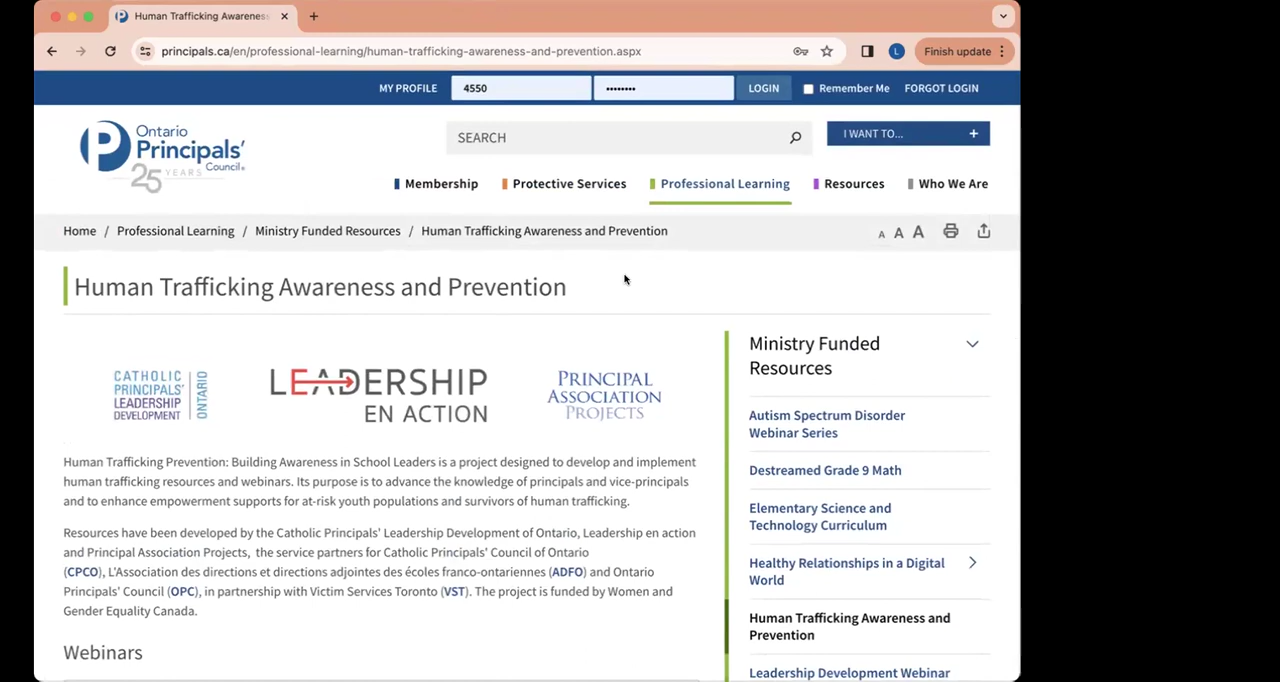 Human Trafficking Awareness
principals.ca/en/professional-learning/human-trafficking-awareness-and-prevention.aspx
L
Finish update
MY PROFILE
4550
••••••••
LOGIN
Remember Me
FORGOT LOGIN
Ontario
Principals'
Council
25 YEARS
SEARCH
I WANT TO...
+
Membership
Protective Services
Professional Learning
Resources
Who We Are
Home / Professional Learning / Ministry Funded Resources / Human Trafficking Awareness and Prevention
A A A
Human Trafficking Awareness and Prevention
CATHOLIC
PRINCIPALS'
LEADERSHIP
DEVELOPMENT
ONTARIO
LEADERSHIP
EN ACTION
PRINCIPAL
ASSOCIATION
PROJECTS
Human Trafficking Prevention: Building Awareness in School Leaders is a project designed to develop and implement
human trafficking resources and webinars. Its purpose is to advance the knowledge of principals and vice-principals
and to enhance empowerment supports for at-risk youth populations and survivors of human trafficking.
Resources have been developed by the Catholic Principals' Leadership Development of Ontario, Leadership en action
and Principal Association Projects, the service partners for Catholic Principals' Council of Ontario
(CPCO), L'Association des directions et directions adjointes des écoles franco-ontariennes (ADFO) and Ontario
Principals' Council (OPC), in partnership with Victim Services Toronto (VST). The project is funded by Women and
Gender Equality Canada.
Webinars
Ministry Funded
Resources
Autism Spectrum Disorder
Webinar Series
Destreamed Grade 9 Math
Elementary Science and
Technology Curriculum
Healthy Relationships in a Digital
World
Human Trafficking Awareness and
Prevention
Leadership Development Webinar